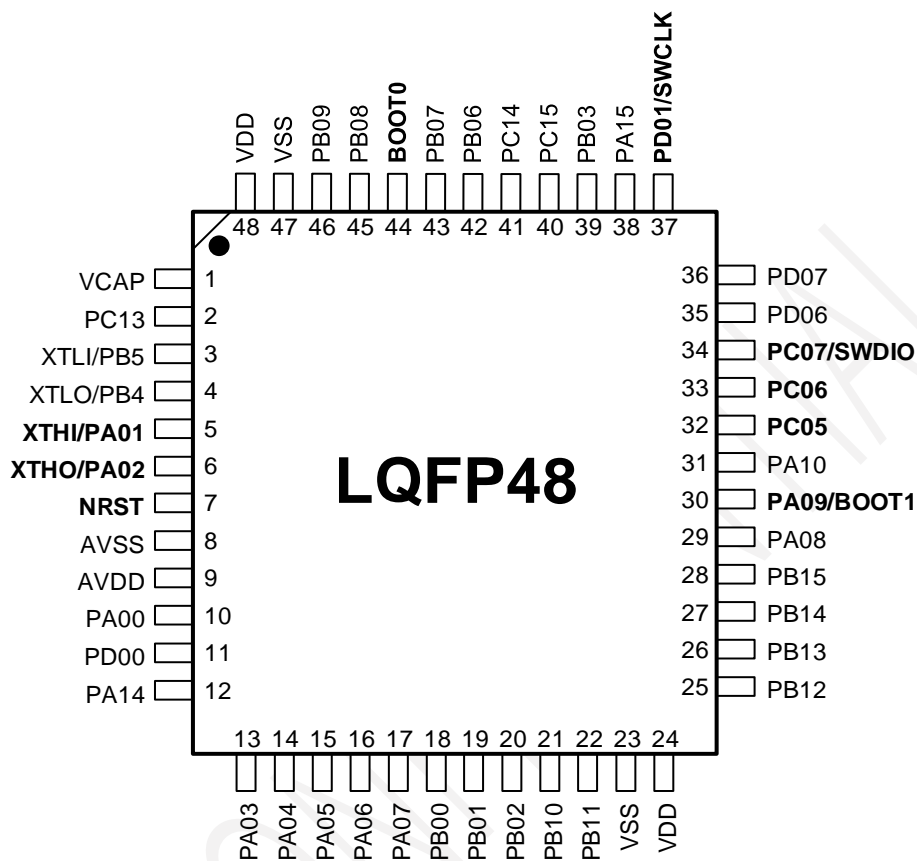 VDD
VSS
PB09
PB08
BOOT0
PB07
PB06
PC14
PC15
PB03
PA15
PD01/SWCLK
48 47 46 45 44 43 42 41 40 39 38 37
VCAP 1
PC13 2
XTLI/PB5 3
XTLO/PB4 4
XTHI/PA01 5
XTHO/PA02 6
NRST 7
AVSS 8
AVDD 9
PA00 10
PD00 11
PA14 12
LQFP48
36 PD07
35 PD06
34 PC07/SWDIO
33 PC06
32 PC05
31 PA10
30 PA09/BOOT1
29 PA08
28 PB15
27 PB14
26 PB13
25 PB12
13 14 15 16 17 18 19 20 21 22 23 24
PA03
PA04
PA05
PA06
PA07
PB00
PB01
PB02
PB10
PB11
VSS
VDD